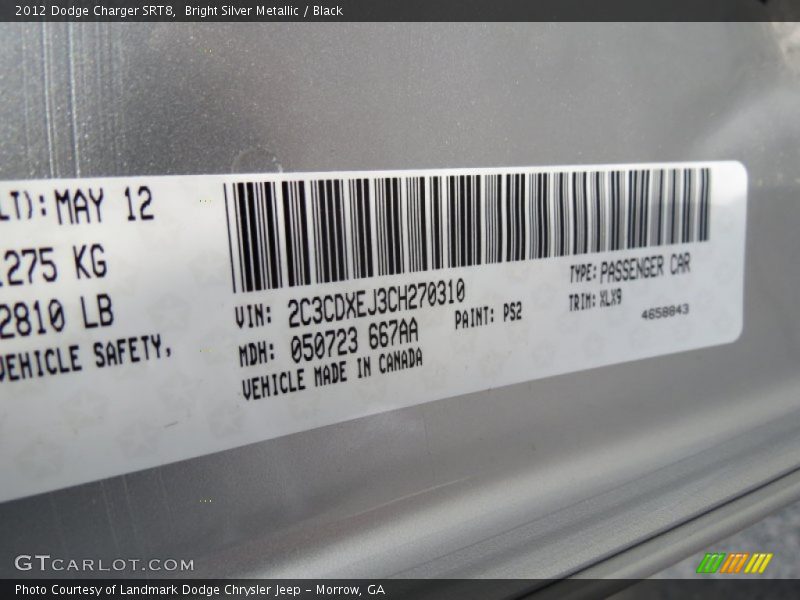 2012 Dodge Charger SRT8, Bright Silver Metallic / Black
LT): MAY 12
1275 KG
2810 LB
VEHICLE SAFETY,
VIN: 2C3CDXEJ3CH270310
MDH: 050723 667AA
VEHICLE MADE IN CANADA
PAINT: PS2
TYPE: PASSENGER CAR
TRIM: XLX9
4658843
GTCARLOT.COM
Photo Courtesy of Landmark Dodge Chrysler Jeep – Morrow, GA